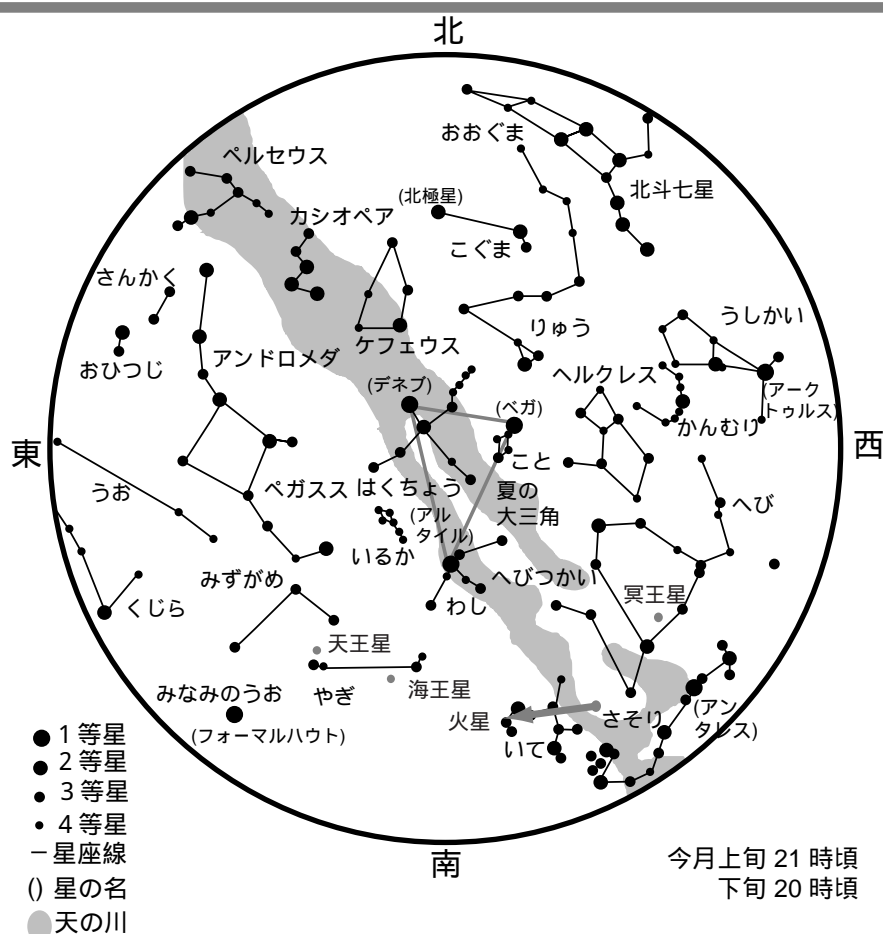 北
おおぐま
ペルセウス
北斗七星
(北極星)
カシオペア
こぐま
さんかく
うしかい
りゅう
ケフェウス
アンドロメダ
おひつじ
ヘルクレス
(デネブ)
(アーク
トゥルス)
(ベガ)
かんむり
東
西
こと
うお
ペガスス
はくちょう
夏の
大三角
へび
(アル
タイル)
いるか
みずがめ
へびつかい
冥王星
くじら
わし
天王星
海王星
みなみのうお
やぎ
(フォーマルハウト)
火星
さそり
(アン
タレス)
いて
1 等星
2 等星
3 等星
4 等星
－星座線
() 星の名
天の川
南
今月上旬 21 時頃
下旬 20 時頃